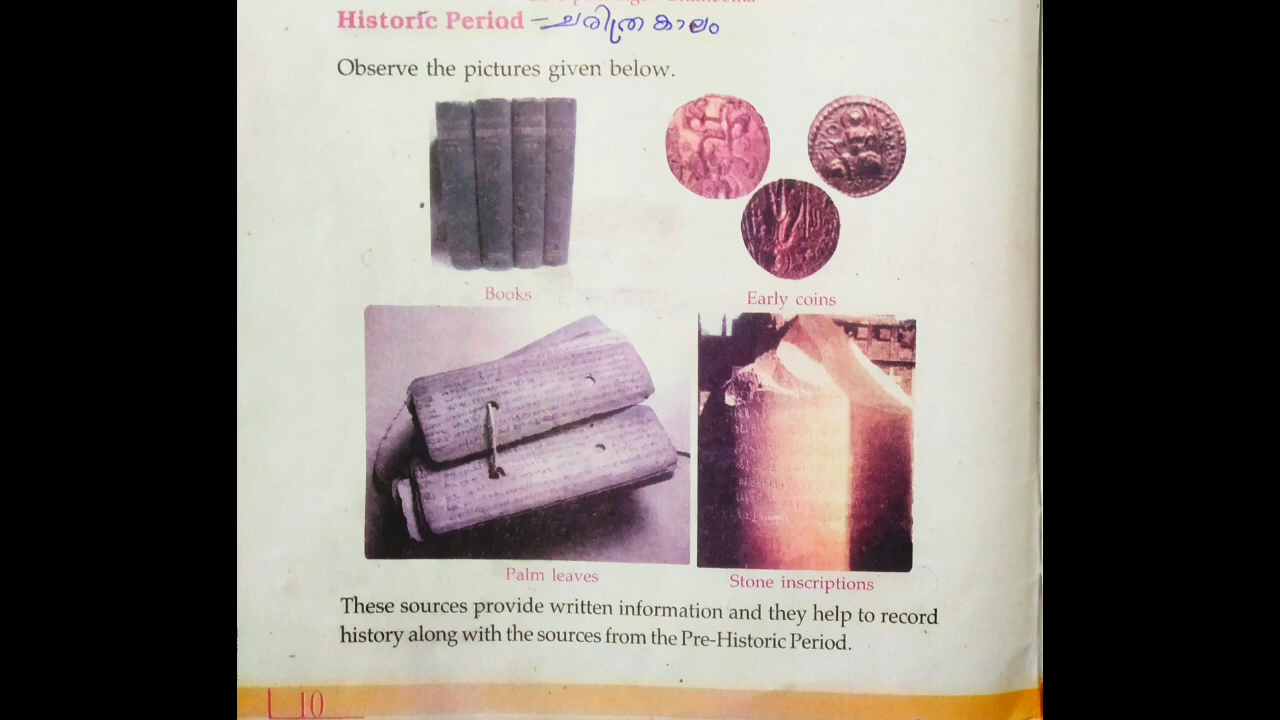 Historic Period - ചരിത്ര കാലം
Observe the pictures given below.
Books
Early coins
Palm leaves
Stone inscriptions
These sources provide written information and they help to record
history along with the sources from the Pre-Historic Period.
10